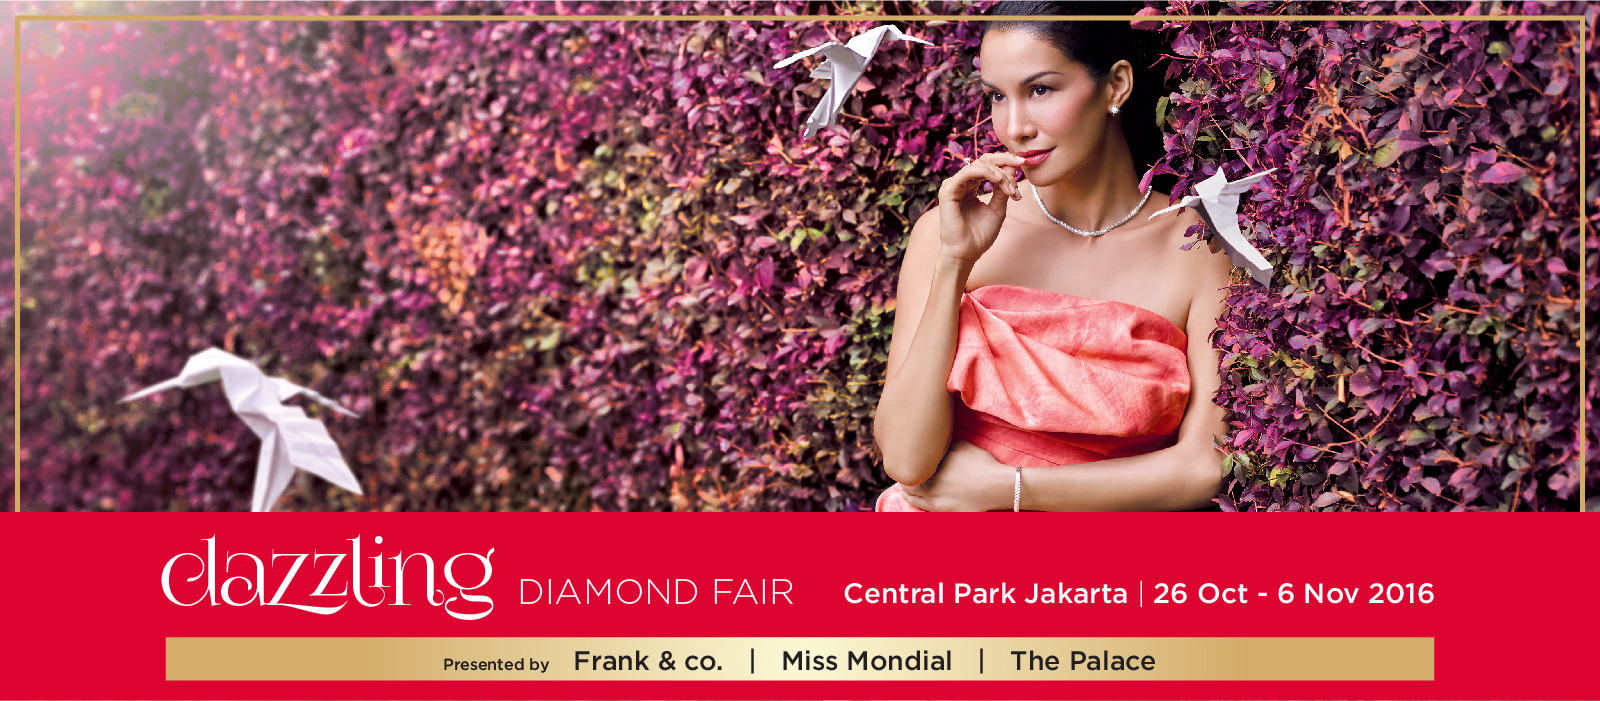 dazzling DIAMOND FAIR Central Park Jakarta | 26 Oct - 6 Nov 2016
Presented by Frank & co. | Miss Mondial | The Palace